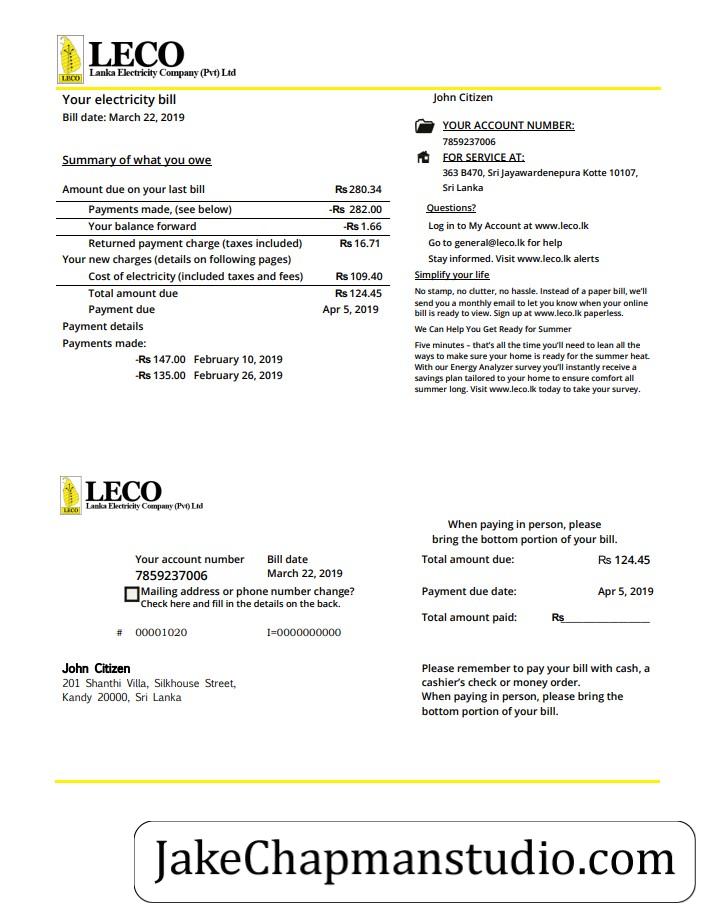 LECO
LECO
Lanka Electricity Company (Pvt) Ltd
Your electricity bill
Bill date: March 22, 2019
Summary of what you owe
Amount due on your last bill Rs 280.34
Payments made, (see below) -Rs 282.00
Your balance forward -Rs 1.66
Returned payment charge (taxes included) Rs 16.71
Your new charges (details on following pages)
Cost of electricity (included taxes and fees) Rs 109.40
Total amount due Rs 124.45
Payment due Apr 5, 2019
Payment details
Payments made:
-Rs 147.00 February 10, 2019
-Rs 135.00 February 26, 2019
John Citizen
YOUR ACCOUNT NUMBER:
7859237006
FOR SERVICE AT:
363 B470, Sri Jayawardenepura Kotte 10107,
Sri Lanka
Questions?
Log in to My Account at www.leco.lk
Go to general@leco.lk for help
Stay informed. Visit www.leco.lk alerts
Simplify your life
No stamp, no clutter, no hassle. Instead of a paper bill, we'll
send you a monthly email to let you know when your online
bill is ready to view. Sign up at www.leco.lk paperless.
We Can Help You Get Ready for Summer
Five minutes – that's all the time you'll need to lean all the
ways to make sure your home is ready for the summer heat.
With our Energy Analyzer survey you'll instantly receive a
savings plan tailored to your home to ensure comfort all
summer long. Visit www.leco.lk today to take your survey.
LECO
LECO
Lanka Electricity Company (Pvt) Ltd
Your account number Bill date
7859237006 March 22, 2019
Mailing address or phone number change?
Check here and fill in the details on the back.
# 00001020 I=0000000000
John Citizen
201 Shanthi Villa, Silkhouse Street,
Kandy 20000, Sri Lanka
When paying in person, please
bring the bottom portion of your bill.
Total amount due: Rs 124.45
Payment due date: Apr 5, 2019
Total amount paid: Rs_______________
Please remember to pay your bill with cash, a
cashier's check or money order.
When paying in person, please bring the
bottom portion of your bill.
JakeChapmanstudio.com